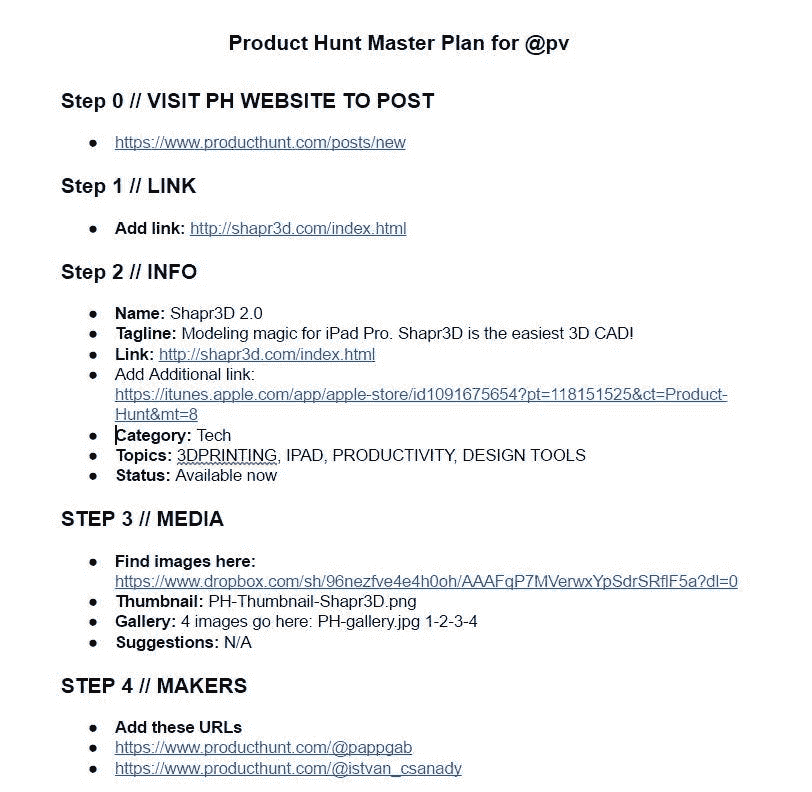 Product Hunt Master Plan for @pv
Step 0 // VISIT PH WEBSITE TO POST
● https://www.producthunt.com/posts/new
Step 1 // LINK
● Add link: http://shapr3d.com/index.html
Step 2 // INFO
● Name: Shapr3D 2.0
● Tagline: Modeling magic for iPad Pro. Shapr3D is the easiest 3D CAD!
● Link: http://shapr3d.com/index.html
● Add Additional link:
https://itunes.apple.com/app/apple-store/id1091675654?pt=118151525&ct=Product-
Hunt&mt=8
● Category: Tech
● Topics: 3DPRINTING, IPAD, PRODUCTIVITY, DESIGN TOOLS
● Status: Available now
STEP 3 // MEDIA
● Find images here:
https://www.dropbox.com/sh/96nezfve4e4h0oh/AAAFqP7MVerwxYpSdrSRflF5a?dl=0
● Thumbnail: PH-Thumbnail-Shapr3D.png
● Gallery: 4 images go here: PH-gallery.jpg 1-2-3-4
● Suggestions: N/A
STEP 4 // MAKERS
● Add these URLs
● https://www.producthunt.com/@pappgab
● https://www.producthunt.com/@istvan_csanady